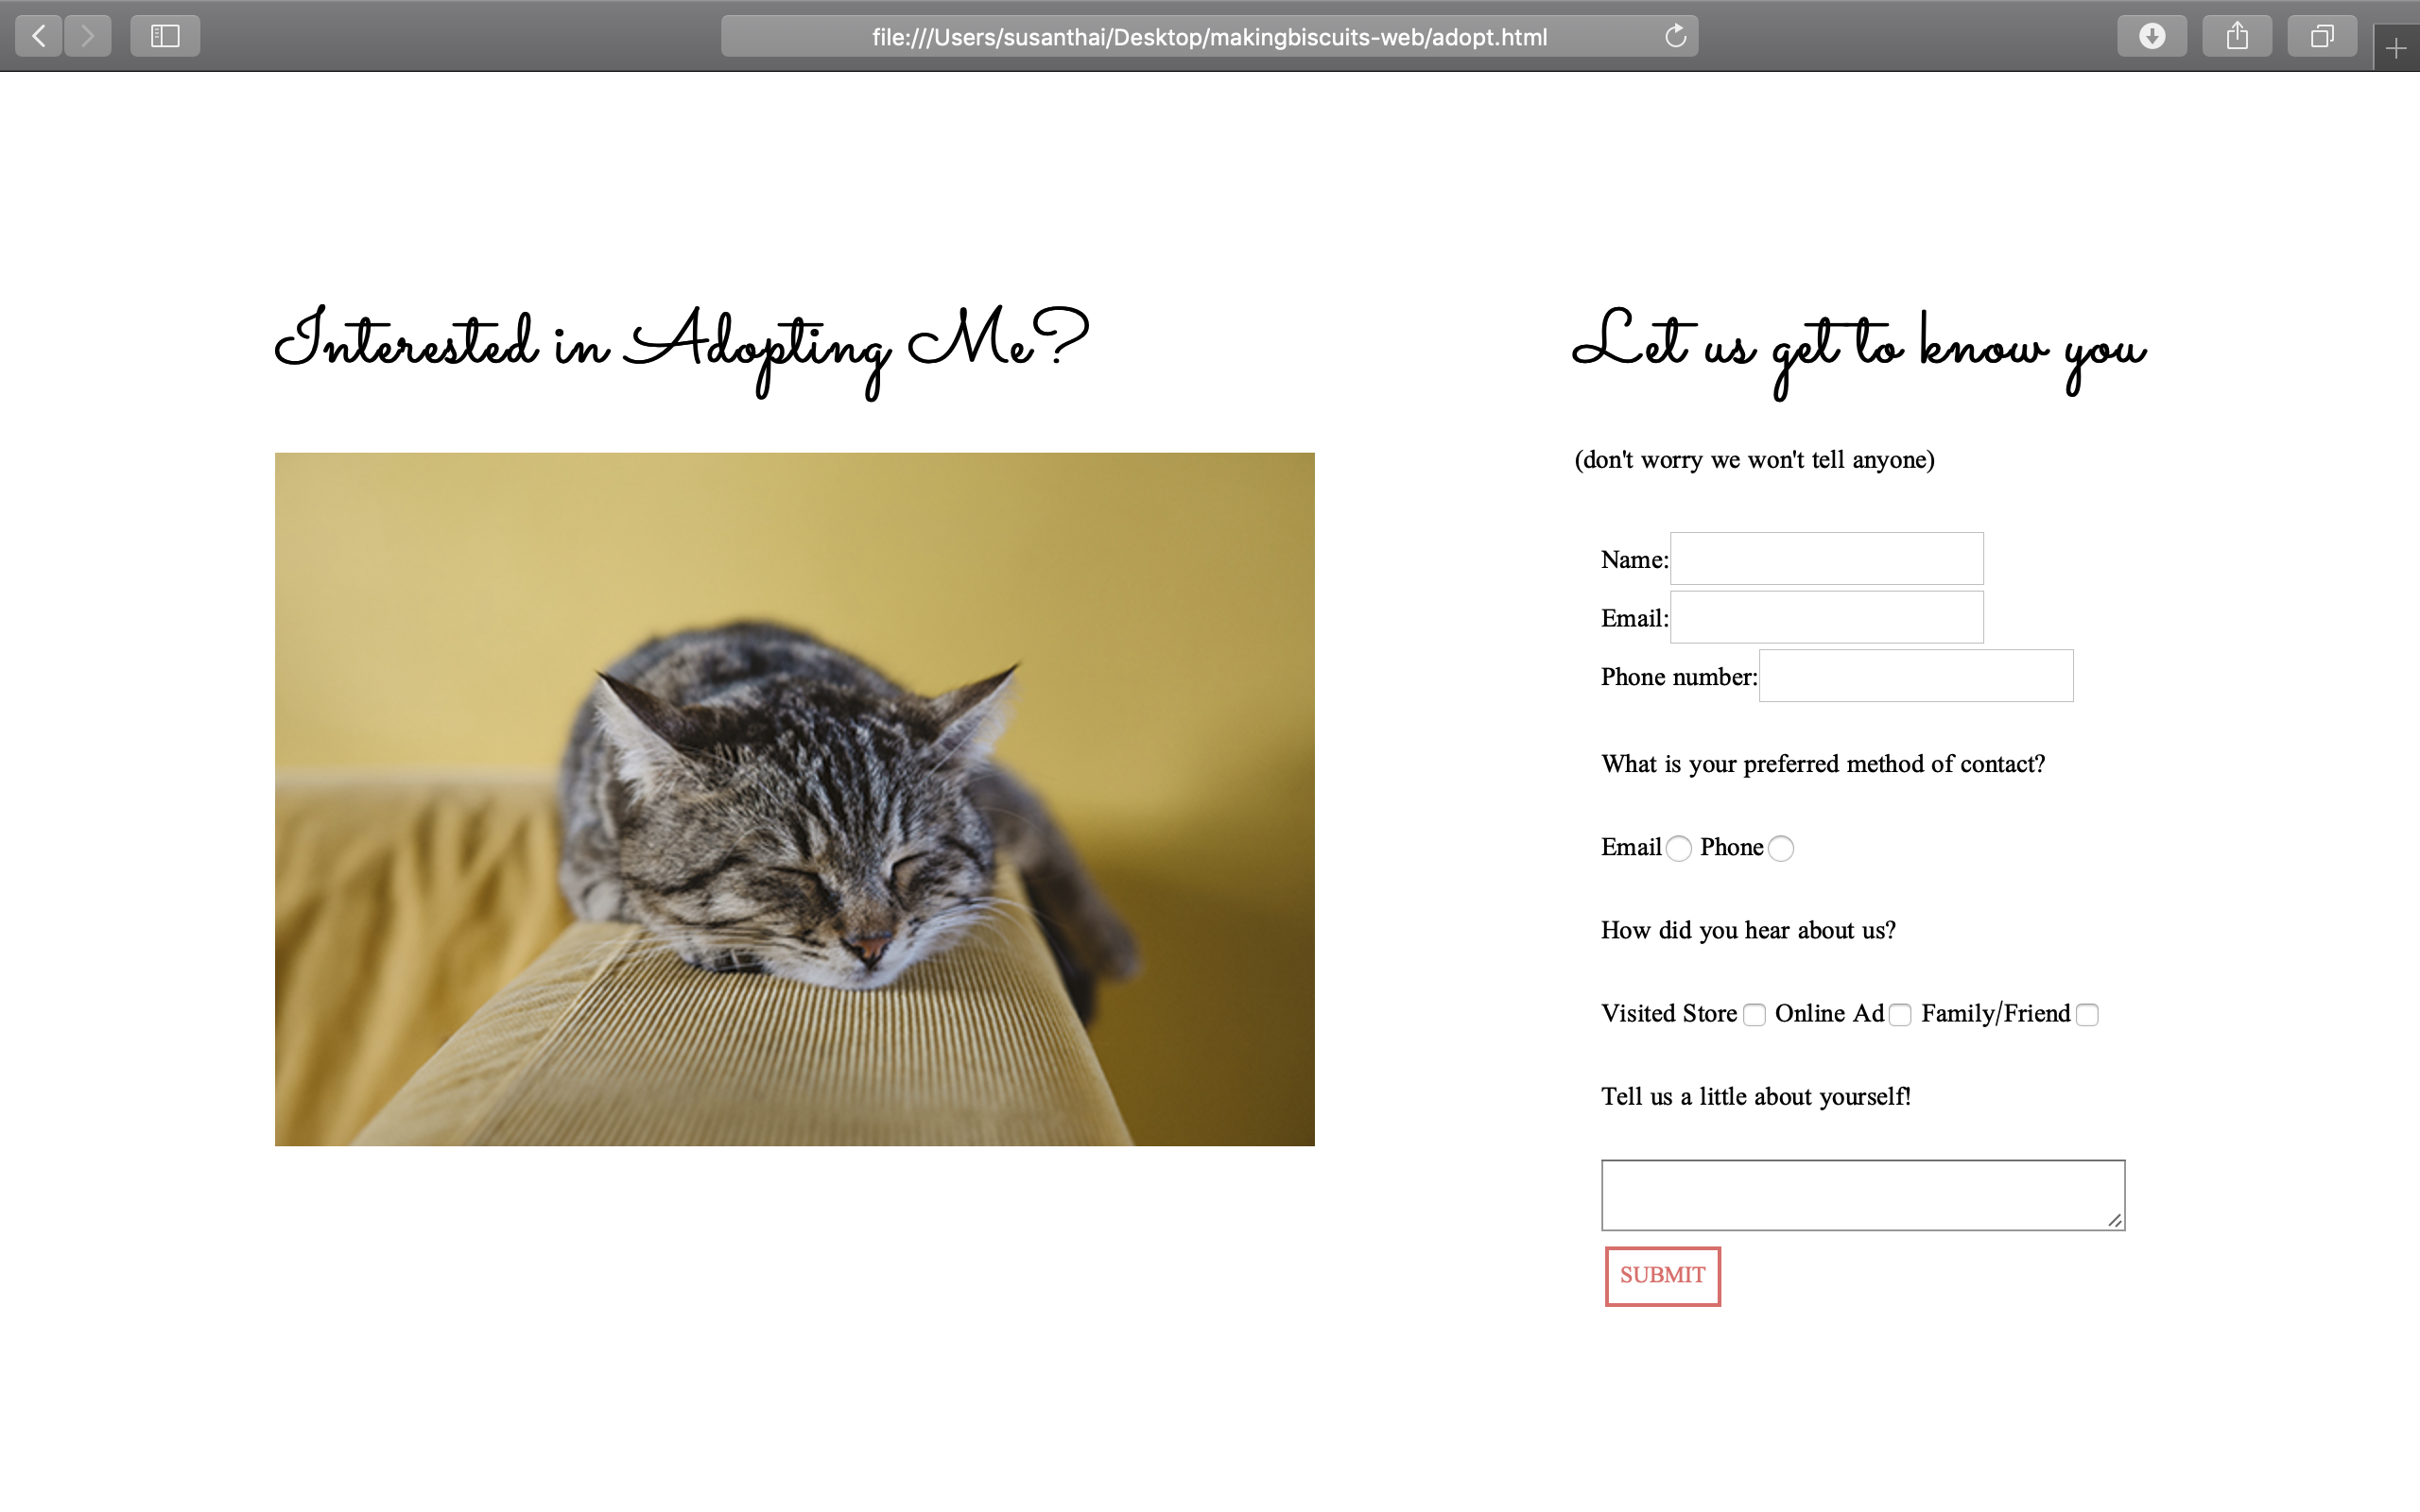 file:///Users/susanthai/Desktop/makingbiscuits-web/adopt.html
Interested in Adopting Me?
Let us get to know you
(don't worry we won't tell anyone)
Name:
Email:
Phone number:
What is your preferred method of contact?
Email Phone
How did you hear about us?
Visited Store Online Ad Family/Friend
Tell us a little about yourself!
SUBMIT